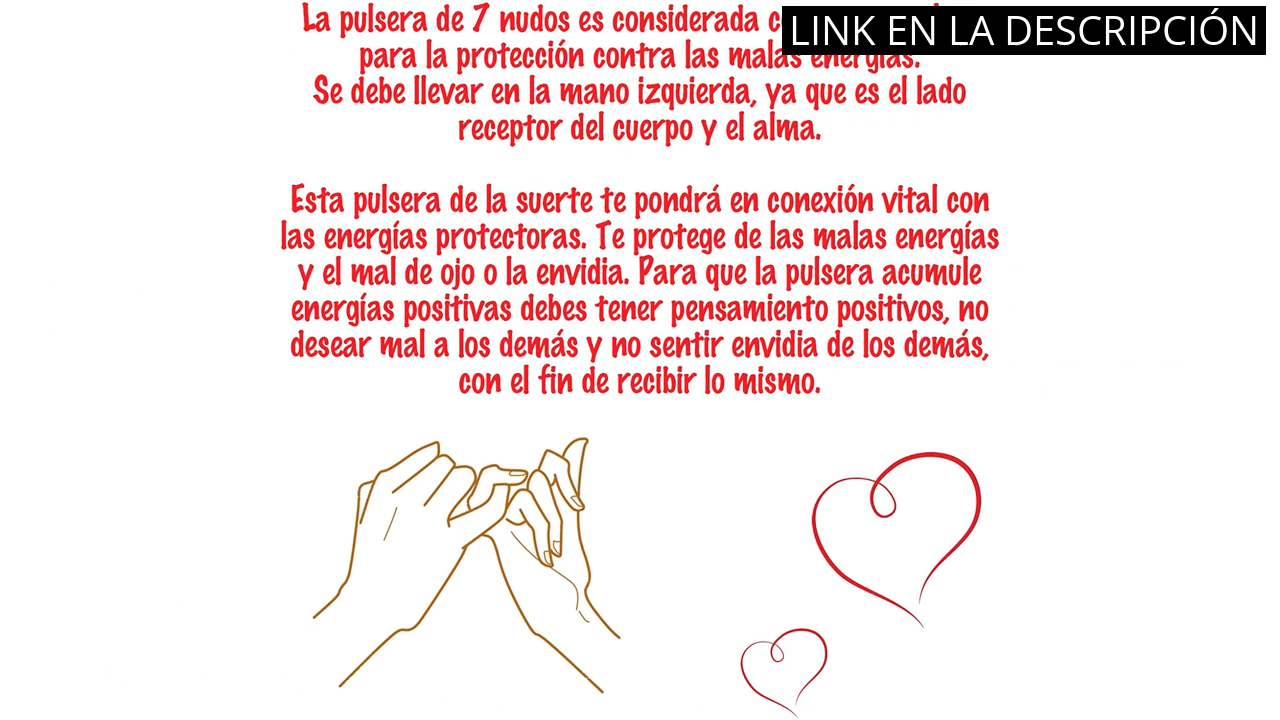 La pulsera de 7 nudos es considerada
LINK EN LA DESCRIPCIÓN
para la protección contra las malas energías.
Se debe llevar en la mano izquierda, ya que es el lado
receptor del cuerpo y el alma.
Esta pulsera de la suerte te pondrá en conexión vital con
las energías protectoras. Te protege de las malas energías
y el mal de ojo o la envidia. Para que la pulsera acumule
energías positivas debes tener pensamiento positivos, no
desear mal a los demás y no sentir envidia de los demás,
con el fin de recibir lo mismo.